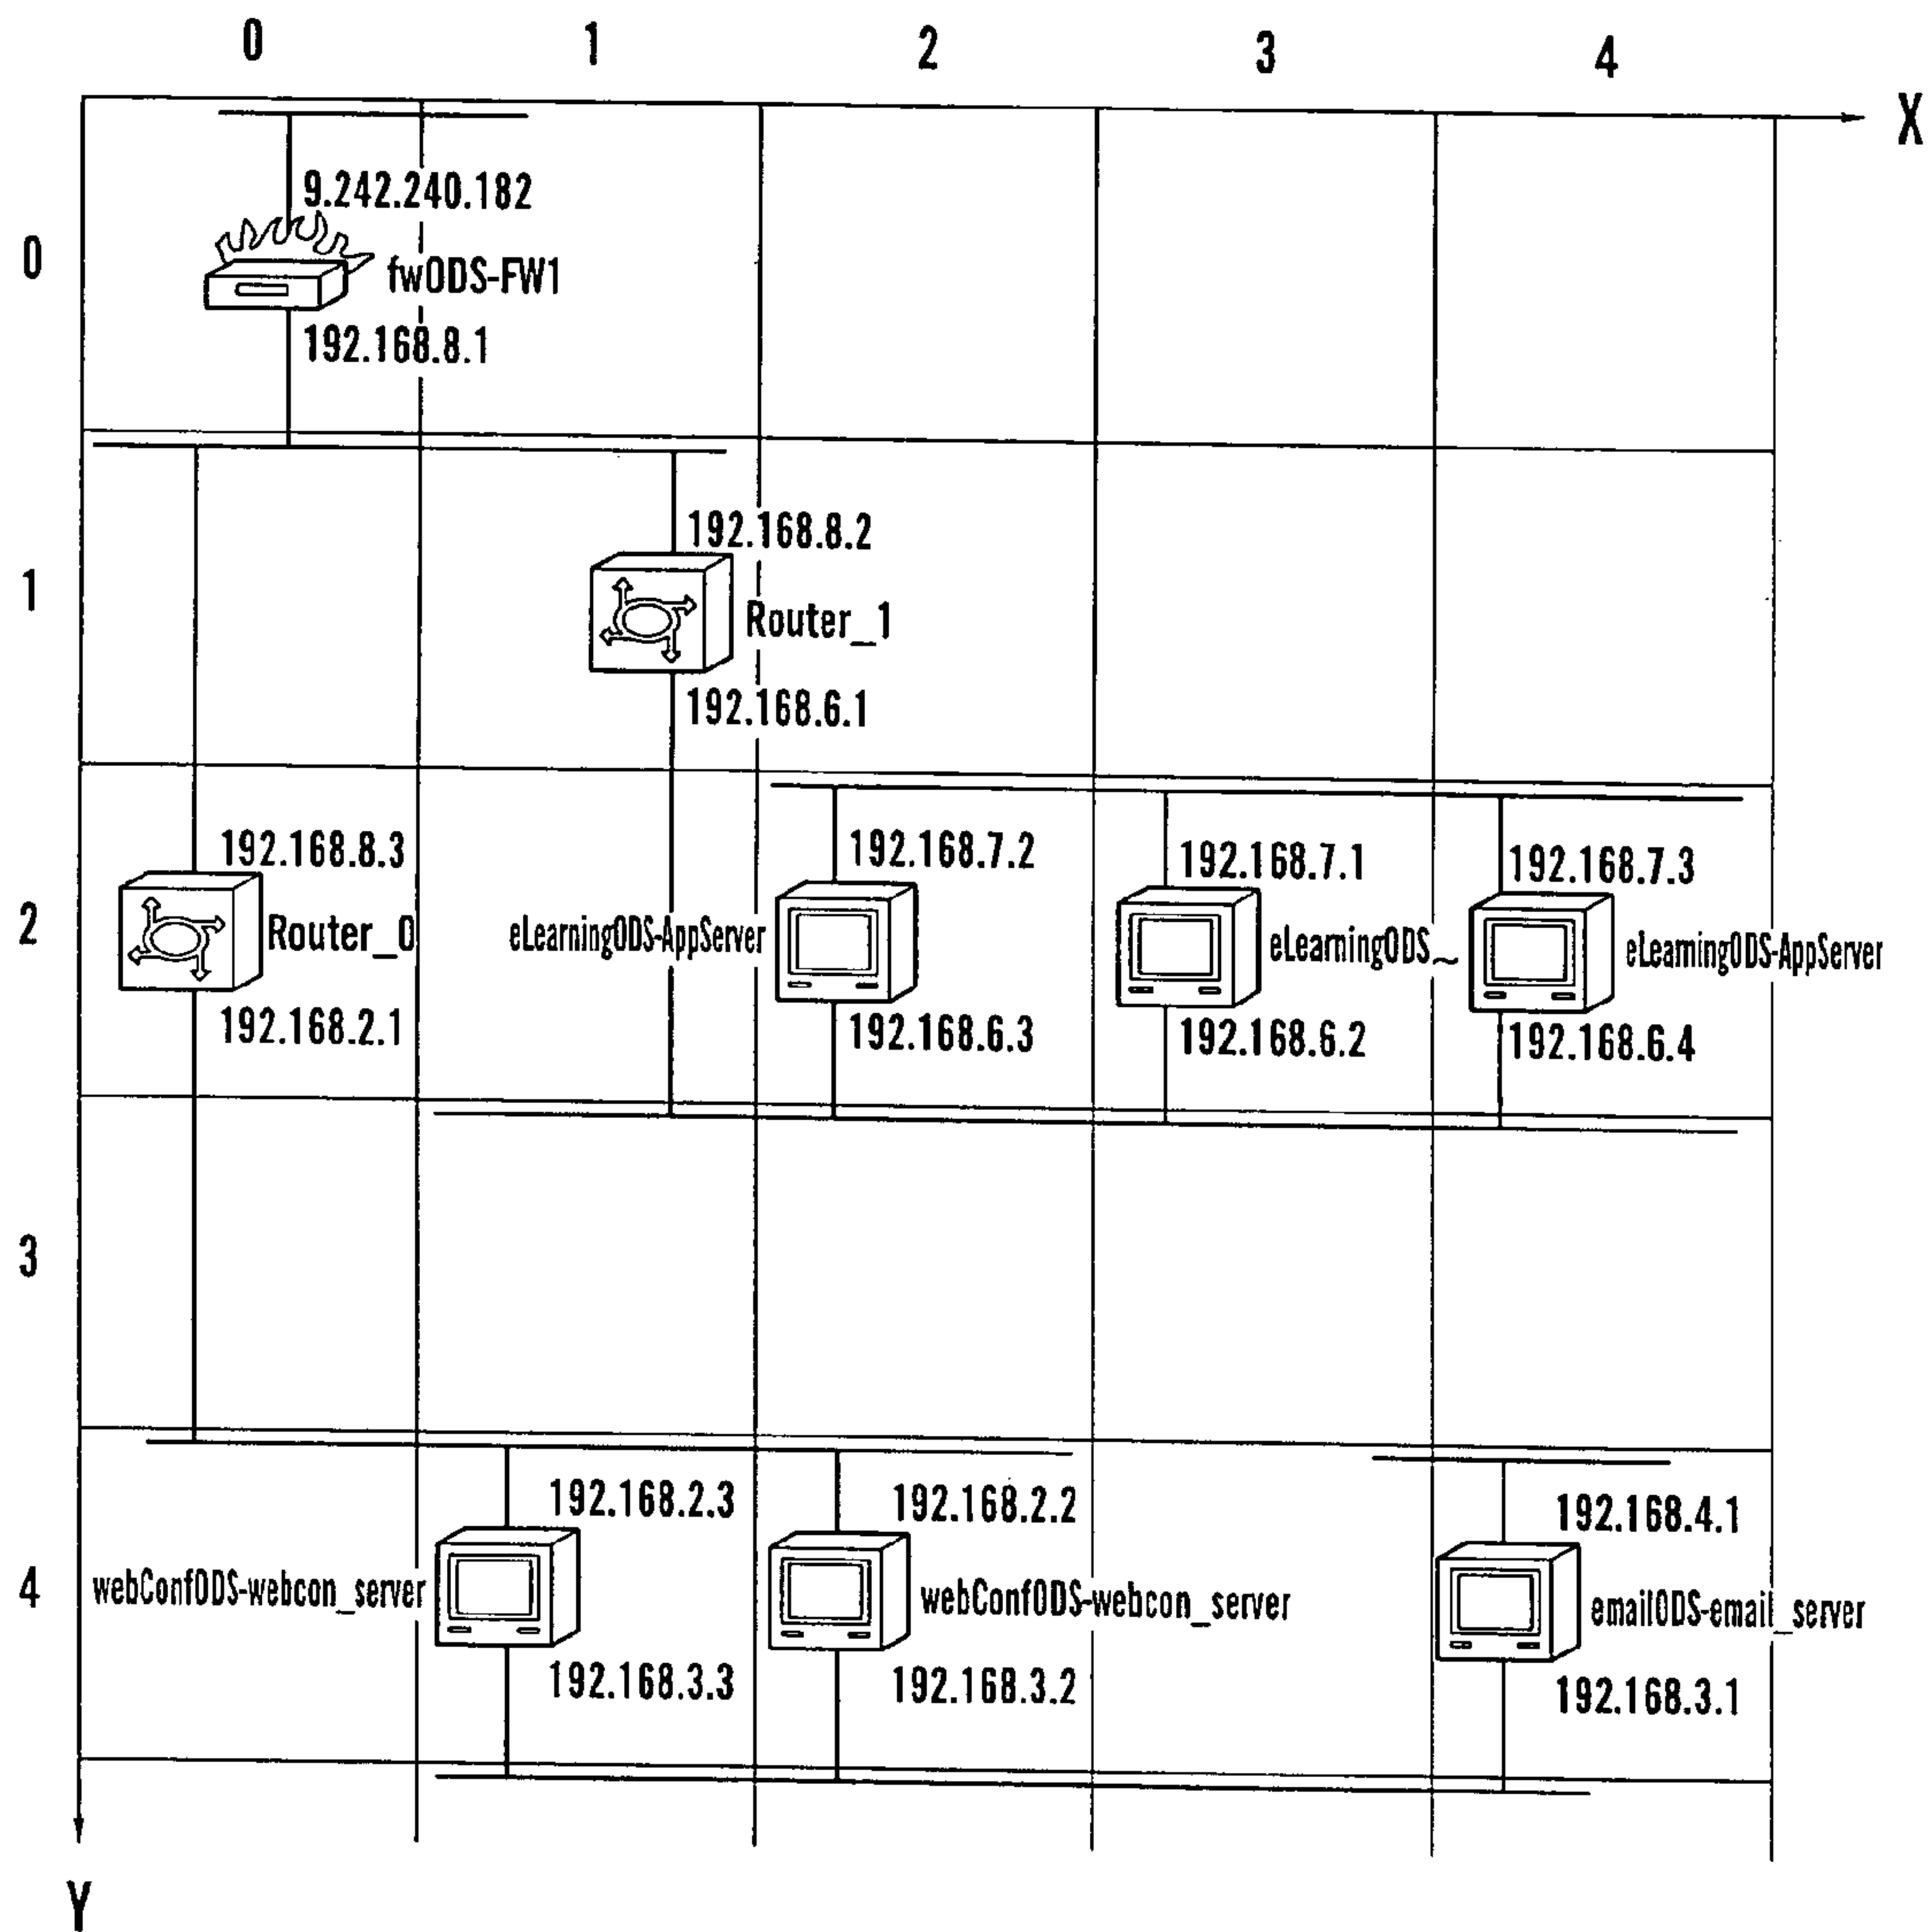 0 1 2 3 4
X
9.242.240.182
0
fwODS-FW1
192.168.8.1
192.168.8.2
1
Router_1
192.168.6.1
192.168.8.3
192.168.7.2
192.168.7.1
192.168.7.3
2
Router_0
eLearningODS-AppServer
eLearningODS~
eLearningODS-AppServer
192.168.2.1
192.168.6.3
192.168.6.2
192.168.6.4
3
192.168.2.3
192.168.2.2
192.168.4.1
4
webConfODS-webcon_server
webConfODS-webcon_server
emailODS-email_server
192.168.3.3
192.168.3.2
192.168.3.1
Y